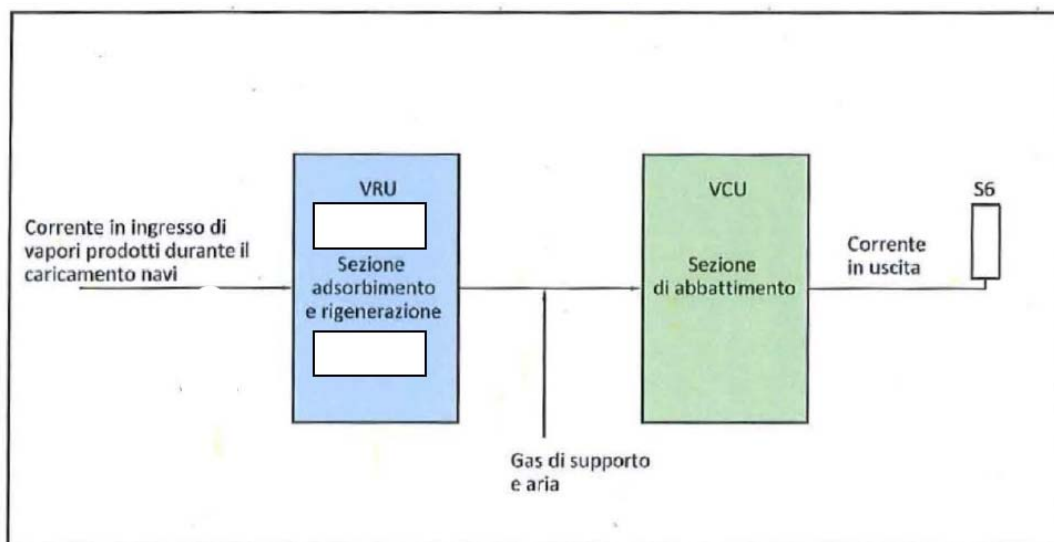 VRU
Sezione
adsorbimento
e rigenerazione
Corrente in ingresso di
vapori prodotti durante il
caricamento navi
Gas di supporto
e aria
VCU
Sezione
di abbattimento
Corrente
in uscita
S6